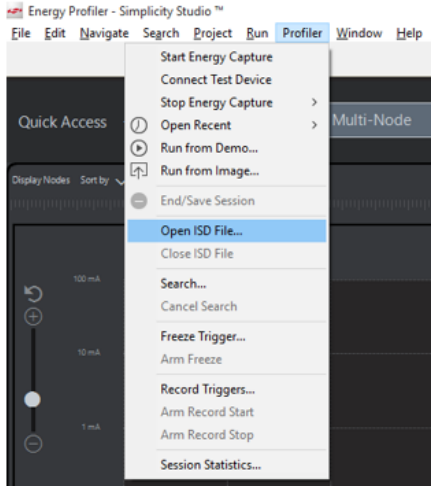 Energy Profiler - Simplicity Studio ™
File Edit Navigate Search Project Run Profiler Window Help
Start Energy Capture
Connect Test Device
Stop Energy Capture
Quick Access
Open Recent
Multi-Node
Run from Demo...
Display Nodes Sort by
Run from Image...
End/Save Session
Open ISD File...
Close ISD File
100 mA
Search...
Cancel Search
Freeze Trigger...
10 mA
Arm Freeze
Record Triggers...
Arm Record Start
1 mA
Arm Record Stop
Session Statistics...